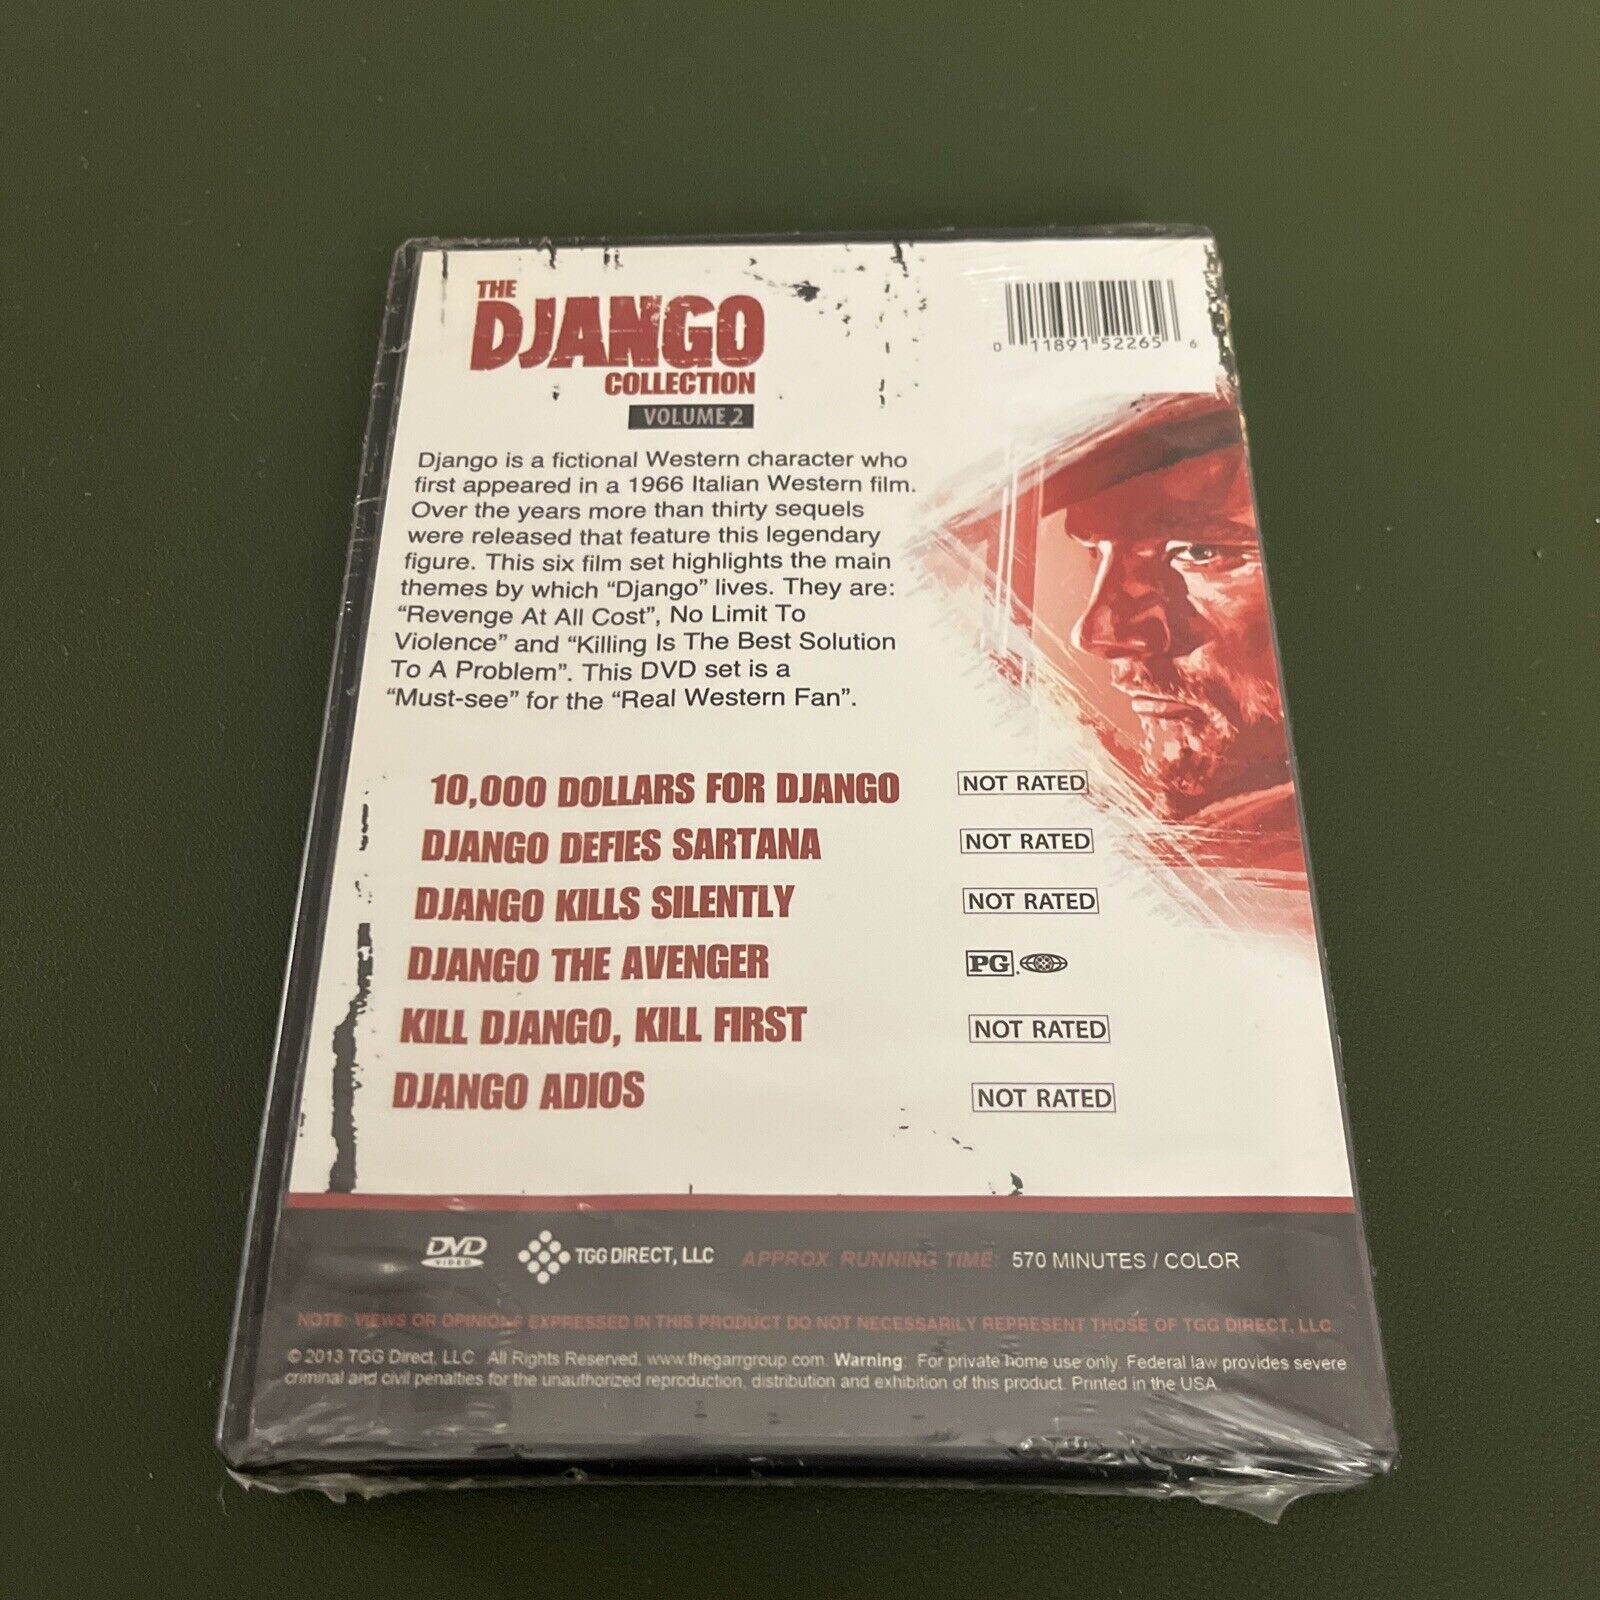 THE
DJANGO
COLLECTION
VOLUME 2
0 11891 52265 6
Django is a fictional Western character who
first appeared in a 1966 Italian Western film.
Over the years more than thirty sequels
were released that feature this legendary
figure. This six film set highlights the main
themes by which “Django” lives. They are:
“Revenge At All Cost”, No Limit To
Violence” and “Killing Is The Best Solution
To A Problem”. This DVD set is a
“Must-see” for the “Real Western Fan”.
10,000 DOLLARS FOR DJANGO NOT RATED
DJANGO DEFIES SARTANA NOT RATED
DJANGO KILLS SILENTLY NOT RATED
DJANGO THE AVENGER PG
KILL DJANGO, KILL FIRST NOT RATED
DJANGO ADIOS NOT RATED
DVD VIDEO TGG DIRECT, LLC APPROX. RUNNING TIME: 570 MINUTES / COLOR
NOTE: VIEWS OR OPINIONS EXPRESSED IN THIS PRODUCT DO NOT NECESSARILY REPRESENT THOSE OF TGG DIRECT, LLC.
© 2013 TGG Direct, LLC. All Rights Reserved. www.thegarrgroup.com. Warning: For private home use only. Federal law provides severe
criminal and civil penalties for the unauthorized reproduction, distribution and exhibition of this product. Printed in the USA.